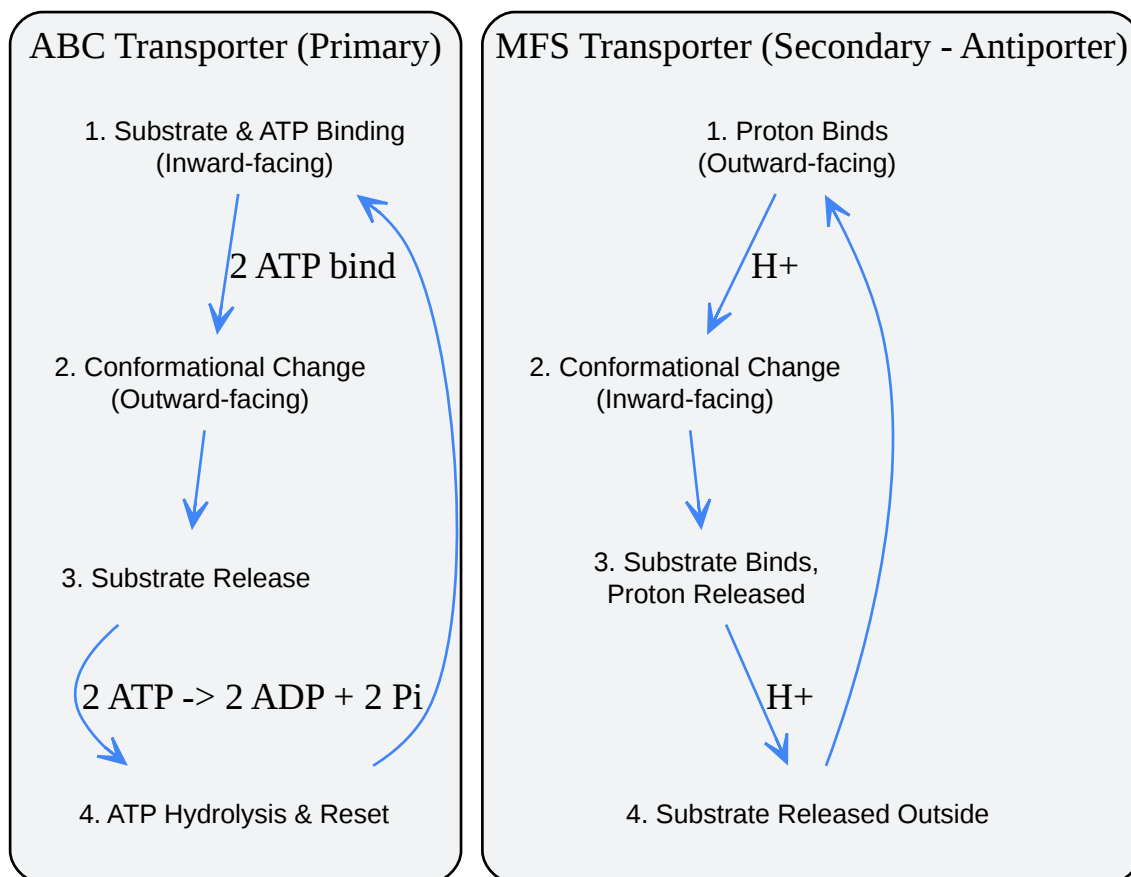 ABC Transporter (Primary)
1. Substrate & ATP Binding
(Inward-facing)
2 ATP bind
2. Conformational Change
(Outward-facing)
3. Substrate Release
2 ATP -> 2 ADP + 2 Pi
4. ATP Hydrolysis & Reset
MFS Transporter (Secondary - Antiporter)
1. Proton Binds
(Outward-facing)
H+
2. Conformational Change
(Inward-facing)
3. Substrate Binds,
Proton Released
H+
4. Substrate Released Outside